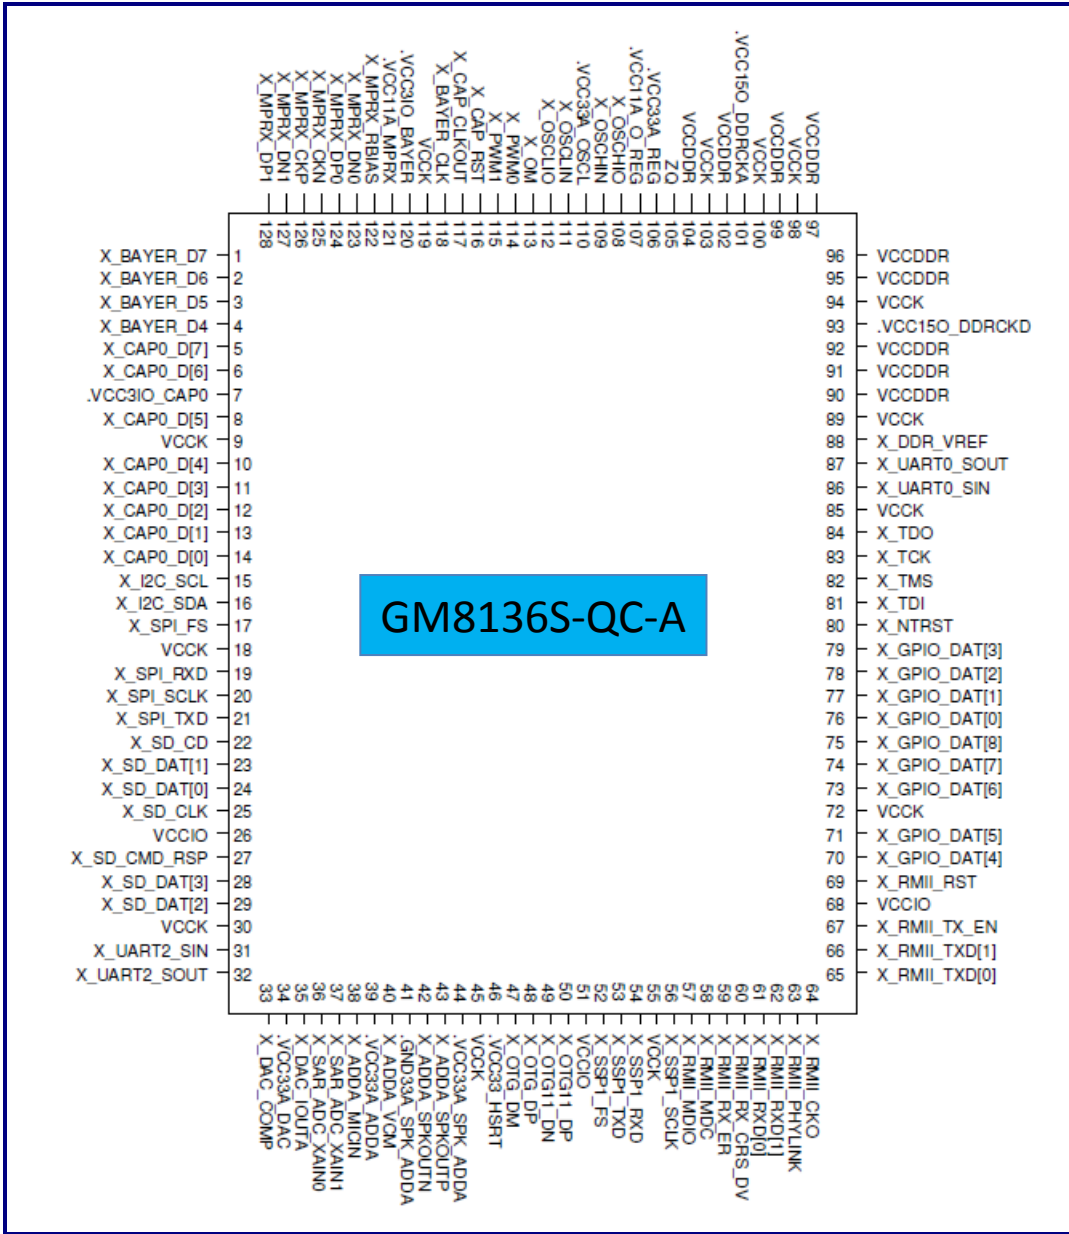 X_MPRX_DP1 128
X_MPRX_DN1 127
X_MPRX_CKP 126
X_MPRX_CKN 125
X_MPRX_DP0 124
X_MPRX_DN0 123
X_MPRX_RBIAS 122
.VCC11A_MPRX 121
.VCC3IO_BAYER 120
VCCK 119
X_BAYER_CLK 118
X_CAP_CLKOUT 117
X_CAP_RST 116
X_PWM1 115
X_PWM0 114
X_OM 113
X_OSCLIO 112
X_OSCLIN 111
.VCC33A_OSCL 110
X_OSCHIN 109
X_OSCHIO 108
.VCC11A_O_REG 107
.VCC33A_REG 106
ZQ 105
VCCDDR 104
VCCK 103
VCCDDR 102
.VCC15O_DDRCKA 101
VCCK 100
VCCDDR 99
VCCK 98
VCCDDR 97
X_BAYER_D7 1
X_BAYER_D6 2
X_BAYER_D5 3
X_BAYER_D4 4
X_CAP0_D[7] 5
X_CAP0_D[6] 6
.VCC3IO_CAP0 7
X_CAP0_D[5] 8
VCCK 9
X_CAP0_D[4] 10
X_CAP0_D[3] 11
X_CAP0_D[2] 12
X_CAP0_D[1] 13
X_CAP0_D[0] 14
X_I2C_SCL 15
X_I2C_SDA 16
X_SPI_FS 17
VCCK 18
X_SPI_RXD 19
X_SPI_SCLK 20
X_SPI_TXD 21
X_SD_CD 22
X_SD_DAT[1] 23
X_SD_DAT[0] 24
X_SD_CLK 25
VCCIO 26
X_SD_CMD_RSP 27
X_SD_DAT[3] 28
X_SD_DAT[2] 29
VCCK 30
X_UART2_SIN 31
X_UART2_SOUT 32
GM8136S-QC-A
96 VCCDDR
95 VCCDDR
94 VCCK
93 .VCC15O_DDRCKD
92 VCCDDR
91 VCCDDR
90 VCCDDR
89 VCCK
88 X_DDR_VREF
87 X_UART0_SOUT
86 X_UART0_SIN
85 VCCK
84 X_TDO
83 X_TCK
82 X_TMS
81 X_TDI
80 X_NTRST
79 X_GPIO_DAT[3]
78 X_GPIO_DAT[2]
77 X_GPIO_DAT[1]
76 X_GPIO_DAT[0]
75 X_GPIO_DAT[8]
74 X_GPIO_DAT[7]
73 X_GPIO_DAT[6]
72 VCCK
71 X_GPIO_DAT[5]
70 X_GPIO_DAT[4]
69 X_RMII_RST
68 VCCIO
67 X_RMII_TX_EN
66 X_RMII_TXD[1]
65 X_RMII_TXD[0]
33 X_DAC_COMP
34 .VCC33A_DAC
35 X_DAC_IOUTA
36 X_SAR_ADC_XAIN0
37 X_SAR_ADC_XAIN1
38 X_ADDA_MICIN
39 .VCC33A_ADDA
40 X_ADDA_VCM
41 .GND33A_SPK_ADDA
42 X_ADDA_SPKOUTN
43 X_ADDA_SPKOUTP
44 .VCC33A_SPK_ADDA
45 VCCK
46 .VCC33_HSRT
47 X_OTG_DM
48 X_OTG_DP
49 X_OTG11_DN
50 X_OTG11_DP
51 VCCIO
52 X_SSP1_FS
53 X_SSP1_TXD
54 X_SSP1_RXD
55 VCCK
56 X_SSP1_SCLK
57 X_RMII_MDIO
58 X_RMII_MDC
59 X_RMII_RX_ER
60 X_RMII_RX_CRS_DV
61 X_RMII_RXD[0]
62 X_RMII_RXD[1]
63 X_RMII_PHYLINK
64 X_RMII_CKO